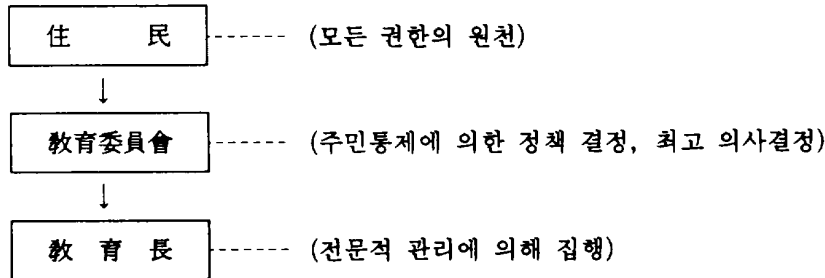 住 民 ------ (모든 권한의 원천)
↓
教育委員會 ------ (주민통제에 의한 정책 결정, 최고 의사결정)
↓
教 育 長 ------ (전문적 관리에 의해 집행)